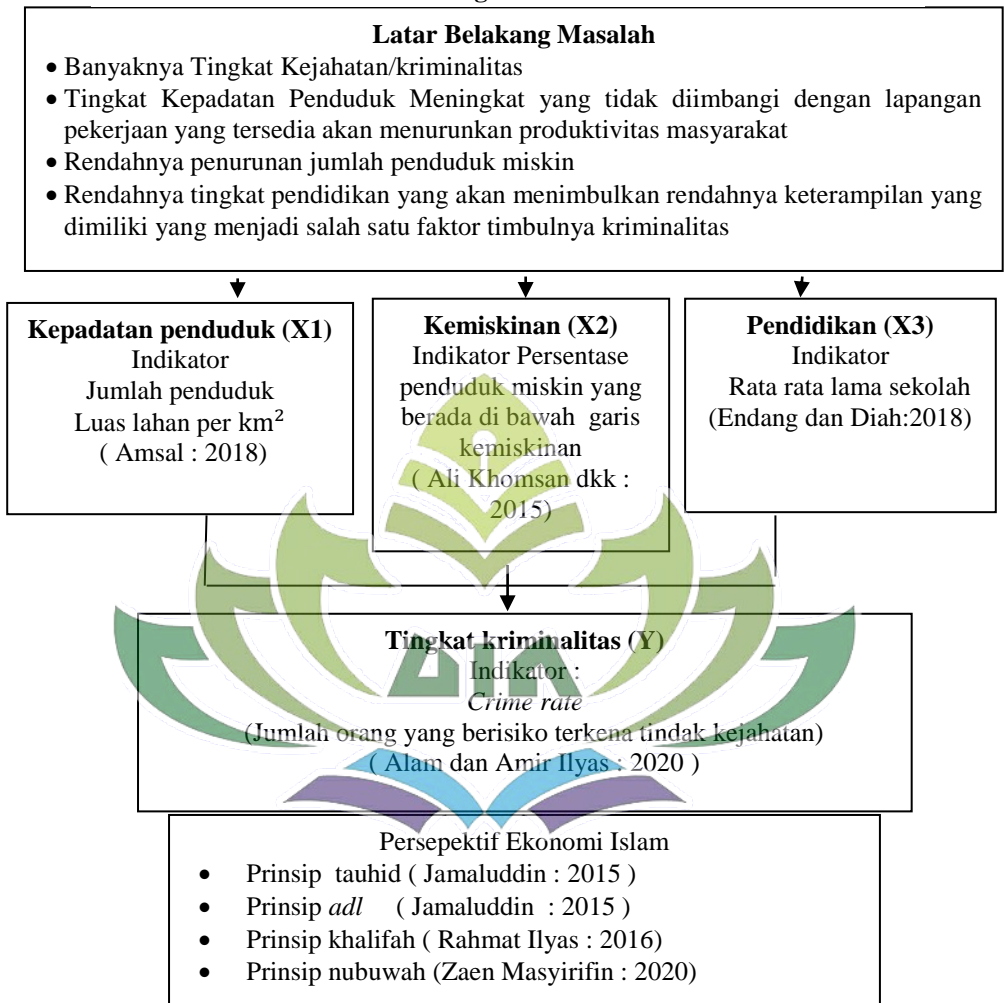 Latar Belakang Masalah
• Banyaknya Tingkat Kejahatan/kriminalitas
• Tingkat Kepadatan Penduduk Meningkat yang tidak diimbangi dengan lapangan
pekerjaan yang tersedia akan menurunkan produktivitas masyarakat
• Rendahnya penurunan jumlah penduduk miskin
• Rendahnya tingkat pendidikan yang akan menimbulkan rendahnya keterampilan yang
dimiliki yang menjadi salah satu faktor timbulnya kriminalitas
Kepadatan penduduk (X1)
Indikator
Jumlah penduduk
Luas lahan per km²
( Amsal : 2018)
Kemiskinan (X2)
Indikator Persentase
penduduk miskin yang
berada di bawah garis
kemiskinan
( Ali Khomsan dkk :
2015)
Pendidikan (X3)
Indikator
Rata rata lama sekolah
(Endang dan Diah:2018)
Tingkat kriminalitas (Y)
Indikator :
Crime rate
(Jumlah orang yang berisiko terkena tindak kejahatan)
( Alam dan Amir Ilyas : 2020 )
Persepektif Ekonomi Islam
• Prinsip tauhid ( Jamaluddin : 2015 )
• Prinsip adl ( Jamaluddin : 2015 )
• Prinsip khalifah ( Rahmat Ilyas : 2016)
• Prinsip nubuwah (Zaen Masyirifin : 2020)